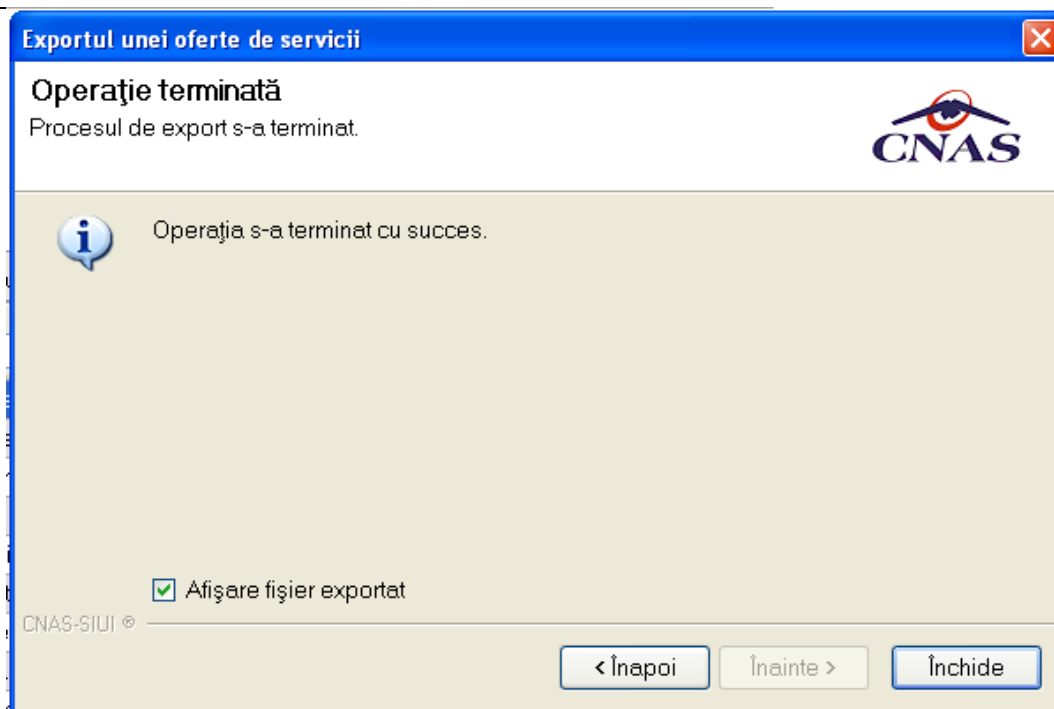 Exportul unei oferte de servicii
Operaţie terminată
Procesul de export s-a terminat.
CNAS
Operaţia s-a terminat cu succes.
Afişare fişier exportat
CNAS-SIUI ®
< Înapoi
Înainte >
Închide